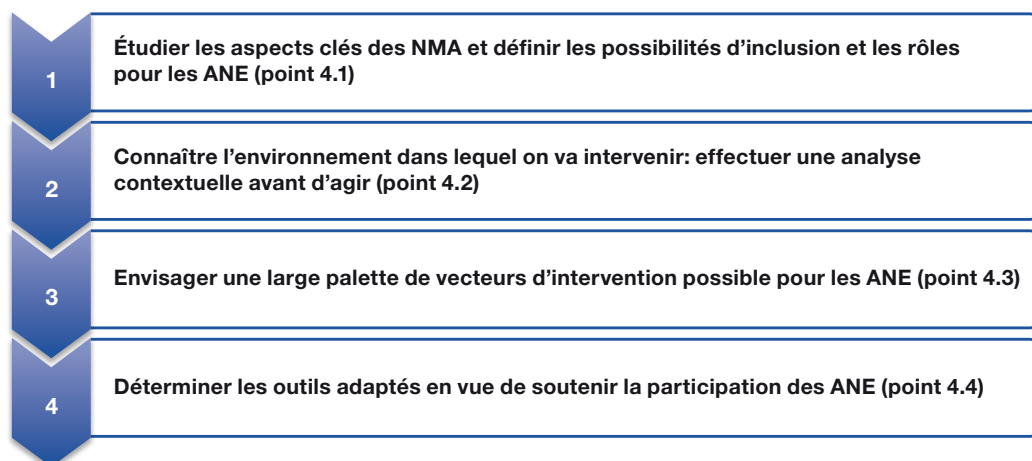 1
Étudier les aspects clés des NMA et définir les possibilités d’inclusion et les rôles
pour les ANE (point 4.1)
2
Connaître l’environnement dans lequel on va intervenir: effectuer une analyse
contextuelle avant d’agir (point 4.2)
3
Envisager une large palette de vecteurs d’intervention possible pour les ANE (point 4.3)
4
Déterminer les outils adaptés en vue de soutenir la participation des ANE (point 4.4)